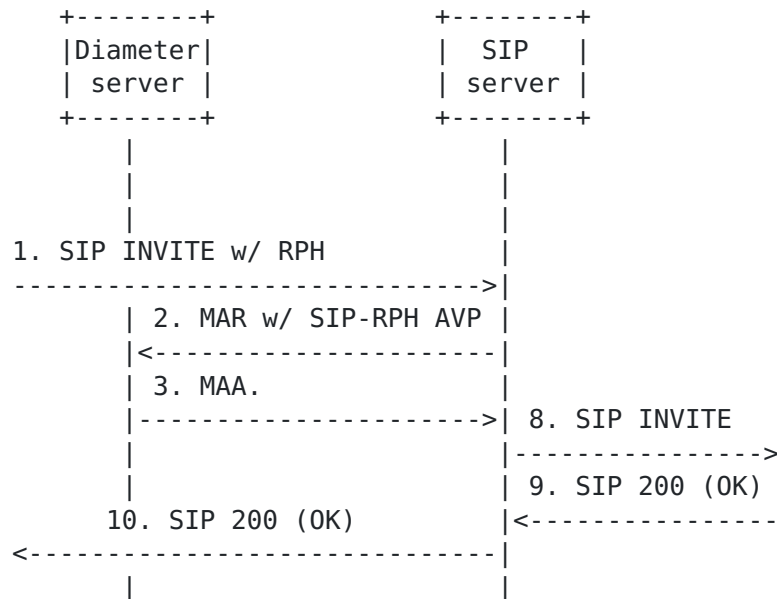 +--------+              +--------+
|Diameter|              |  SIP   |
| server |              | server |
+--------+              +--------+
1. SIP INVITE w/ RPH
2. MAR w/ SIP-RPH AVP
3. MAA.
8. SIP INVITE
9. SIP 200 (OK)
10. SIP 200 (OK)